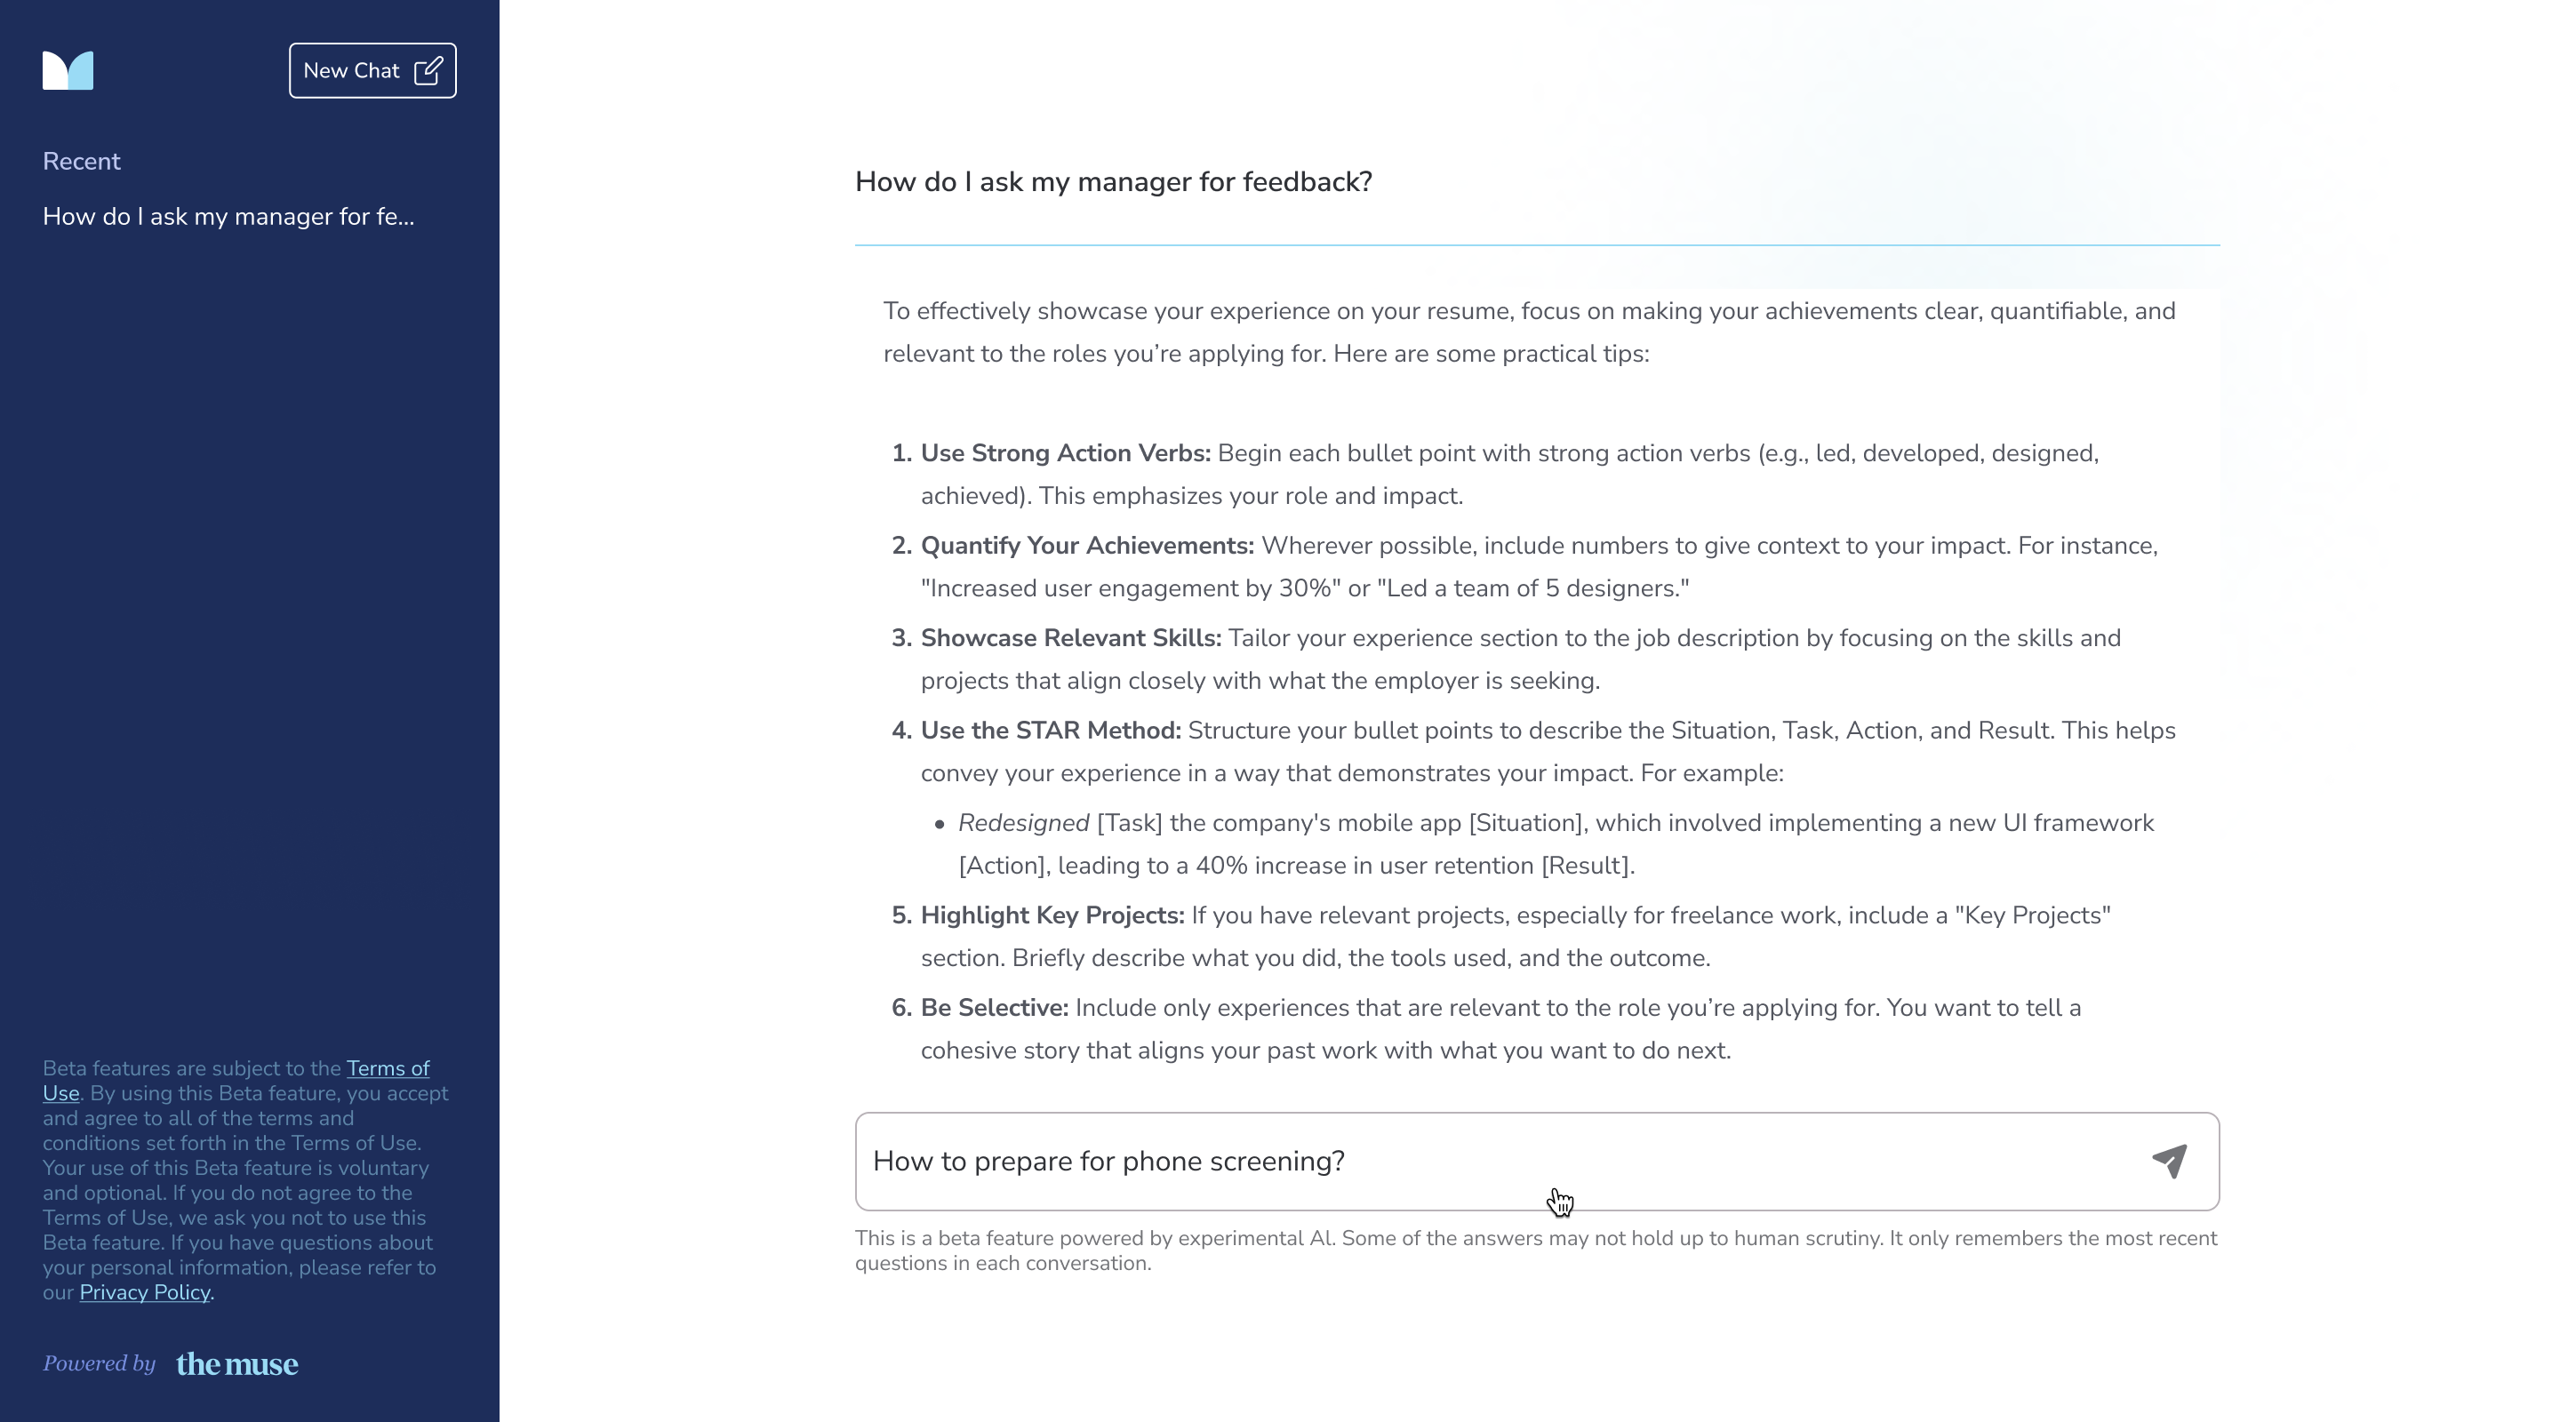 New Chat
Recent
How do I ask my manager for fe...
Beta features are subject to the Terms of
Use. By using this Beta feature, you accept
and agree to all of the terms and
conditions set forth in the Terms of Use.
Your use of this Beta feature is voluntary
and optional. If you do not agree to the
Terms of Use, we ask you not to use this
Beta feature. If you have questions about
your personal information, please refer to
our Privacy Policy.
Powered by the muse
How do I ask my manager for feedback?
To effectively showcase your experience on your resume, focus on making your achievements clear, quantifiable, and
relevant to the roles you’re applying for. Here are some practical tips:
1. Use Strong Action Verbs: Begin each bullet point with strong action verbs (e.g., led, developed, designed,
achieved). This emphasizes your role and impact.
2. Quantify Your Achievements: Wherever possible, include numbers to give context to your impact. For instance,
"Increased user engagement by 30%" or "Led a team of 5 designers."
3. Showcase Relevant Skills: Tailor your experience section to the job description by focusing on the skills and
projects that align closely with what the employer is seeking.
4. Use the STAR Method: Structure your bullet points to describe the Situation, Task, Action, and Result. This helps
convey your experience in a way that demonstrates your impact. For example:
• Redesigned [Task] the company's mobile app [Situation], which involved implementing a new UI framework
[Action], leading to a 40% increase in user retention [Result].
5. Highlight Key Projects: If you have relevant projects, especially for freelance work, include a "Key Projects"
section. Briefly describe what you did, the tools used, and the outcome.
6. Be Selective: Include only experiences that are relevant to the role you’re applying for. You want to tell a
cohesive story that aligns your past work with what you want to do next.
How to prepare for phone screening?
This is a beta feature powered by experimental AI. Some of the answers may not hold up to human scrutiny. It only remembers the most recent
questions in each conversation.